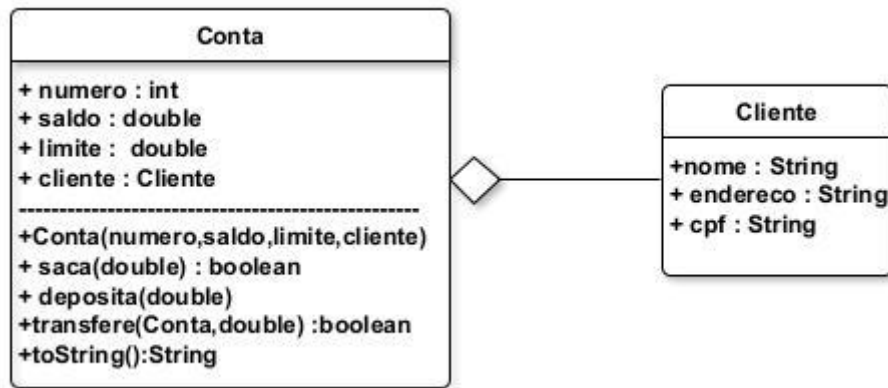 Conta
+ numero : int
+ saldo : double
+ limite : double
+ cliente : Cliente
+Conta(numero,saldo,limite,cliente)
+ saca(double) : boolean
+ deposita(double)
+transfere(Conta,double) :boolean
+toString():String
Cliente
+nome : String
+ endereco : String
+ cpf : String